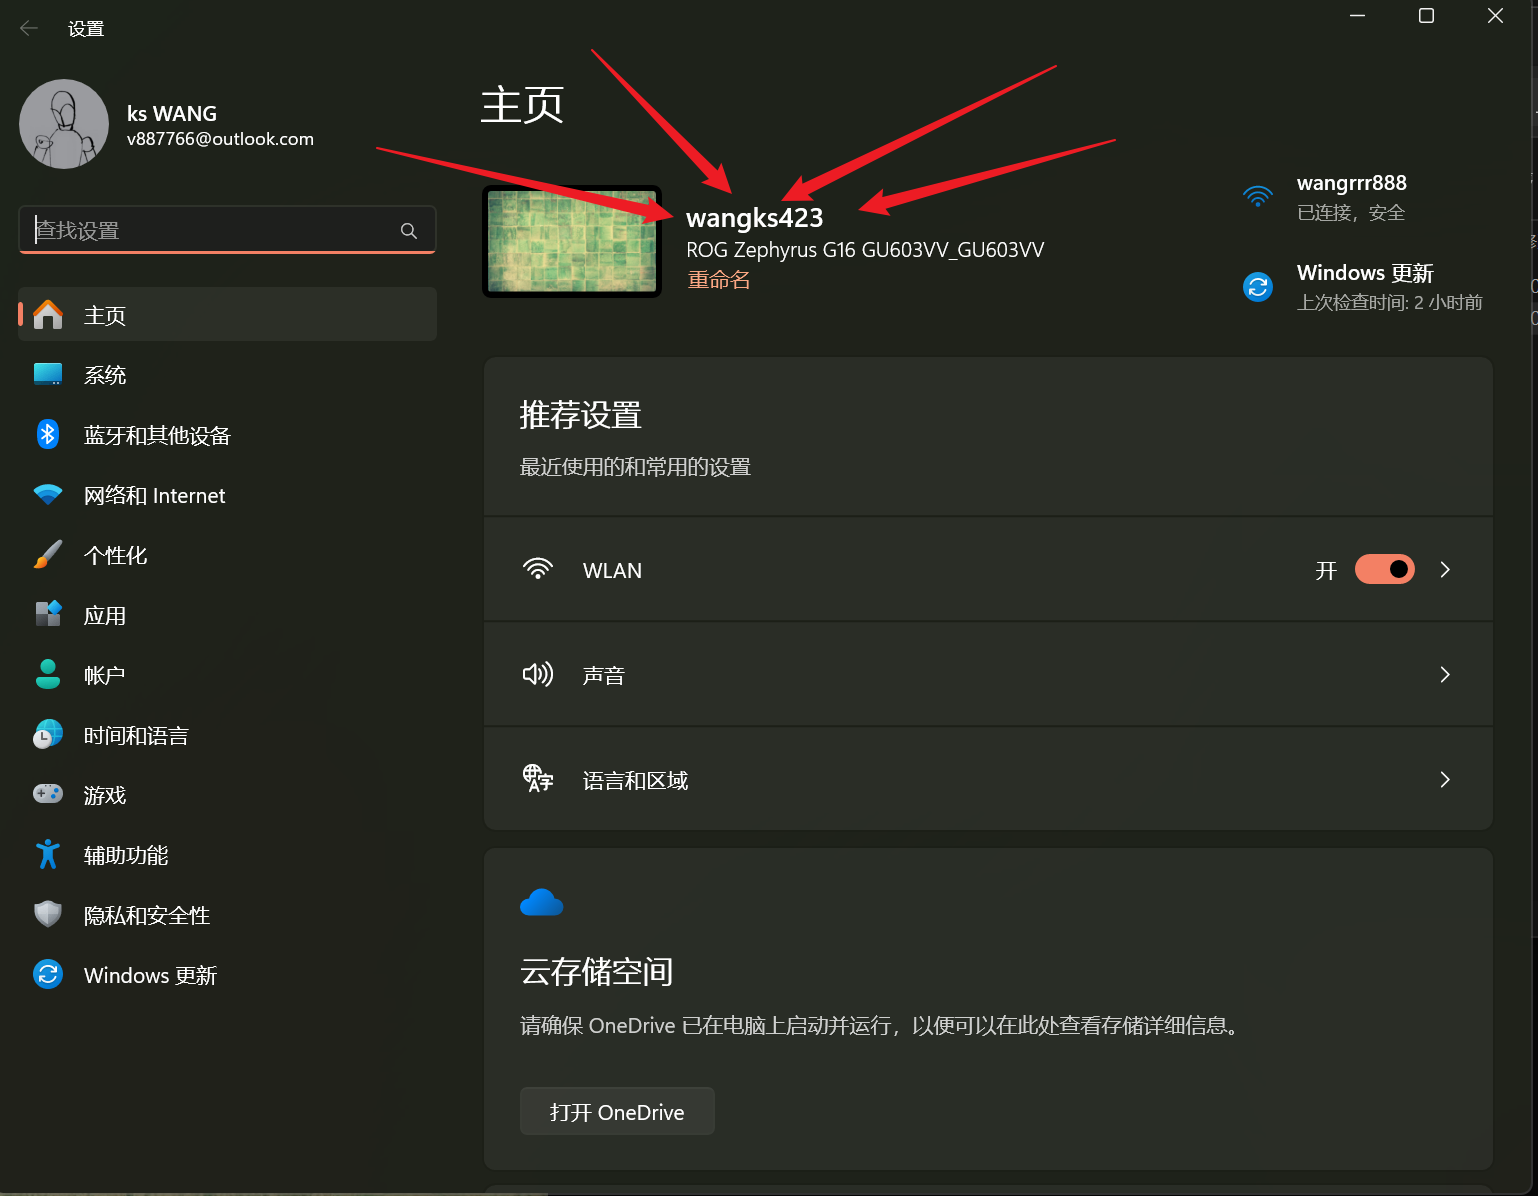 设置
ks WANG
v887766@outlook.com
查找设置
主页
系统
蓝牙和其他设备
网络和 Internet
个性化
应用
帐户
时间和语言
游戏
辅助功能
隐私和安全性
Windows 更新
主页
wangks423
ROG Zephyrus G16 GU603VV_GU603VV
重命名
wangrrr888
已连接，安全
Windows 更新
上次检查时间: 2 小时前
推荐设置
最近使用的和常用的设置
WLAN
开
声音
语言和区域
云存储空间
请确保 OneDrive 已在电脑上启动并运行，以便可以在此处查看存储详细信息。
打开 OneDrive